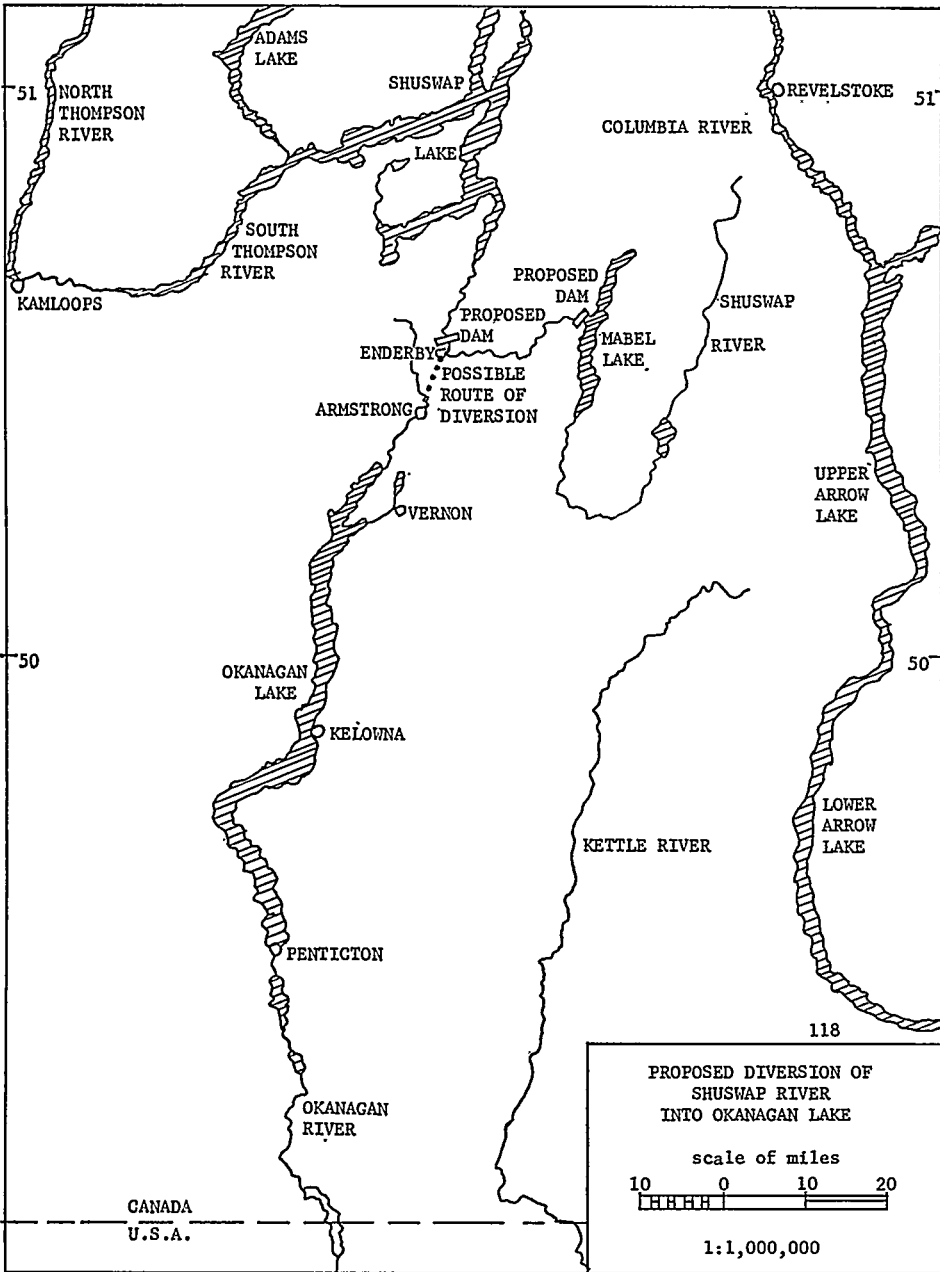 ADAMS
LAKE
SHUSWAP
51
NORTH
THOMPSON
RIVER
REVELSTOKE
51
COLUMBIA RIVER
LAKE
SOUTH
THOMPSON
RIVER
KAMLOOPS
PROPOSED
DAM
PROPOSED
DAM
SHUSWAP
RIVER
MABEL
LAKE
ENDERBY
POSSIBLE
ROUTE OF
DIVERSION
ARMSTRONG
UPPER
ARROW
LAKE
VERNON
50
50
OKANAGAN
LAKE
KELOWNA
LOWER
ARROW
LAKE
KETTLE RIVER
PENTICTON
118
OKANAGAN
RIVER
CANADA
U.S.A.
PROPOSED DIVERSION OF
SHUSWAP RIVER
INTO OKANAGAN LAKE
scale of miles
10 0 10 20
1:1,000,000